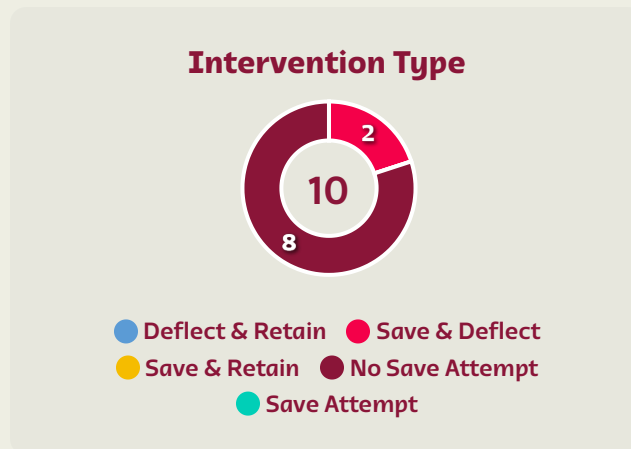 Intervention Type
2
10
8
Deflect & Retain Save & Deflect
Save & Retain No Save Attempt
Save Attempt